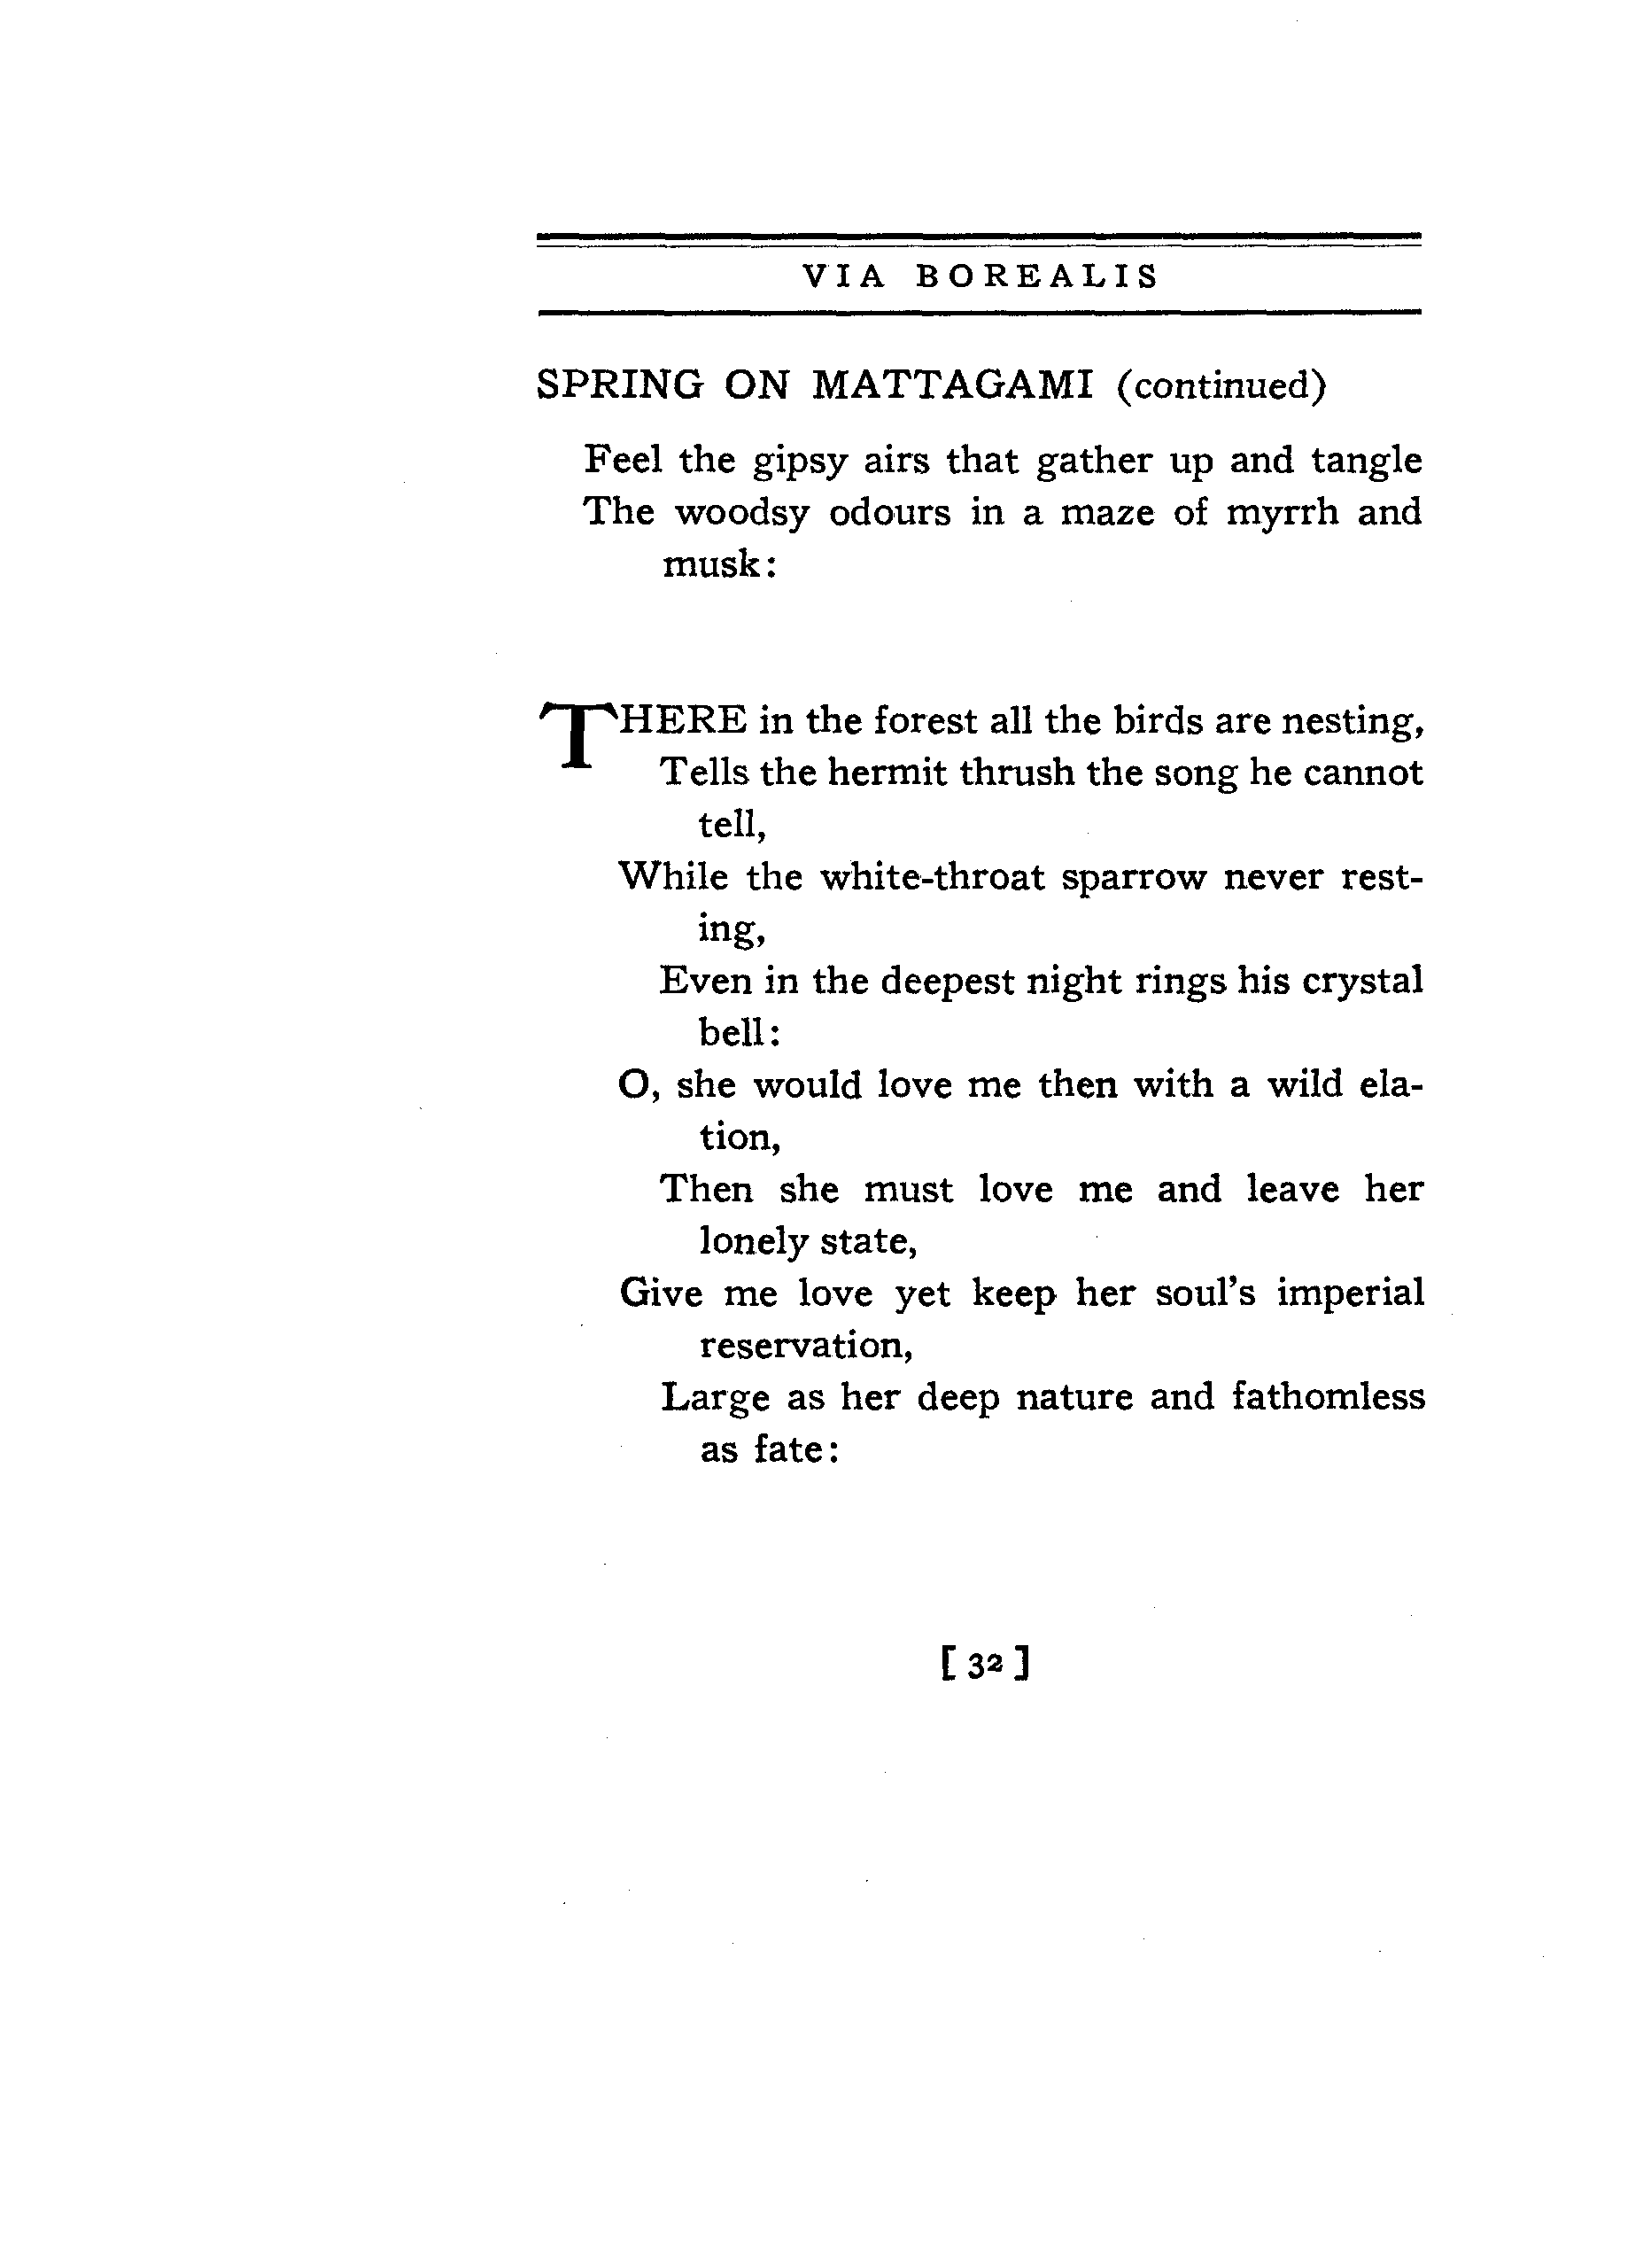 VIA BOREALIS
SPRING ON MATTAGAMI (continued)
Feel the gipsy airs that gather up and tangle
The woodsy odours in a maze of myrrh and
musk:
THERE in the forest all the birds are nesting,
Tells the hermit thrush the song he cannot
tell,
While the white-throat sparrow never rest-
ing,
Even in the deepest night rings his crystal
bell:
O, she would love me then with a wild ela-
tion,
Then she must love me and leave her
lonely state,
Give me love yet keep her soul's imperial
reservation,
Large as her deep nature and fathomless
as fate:
[ 32 ]